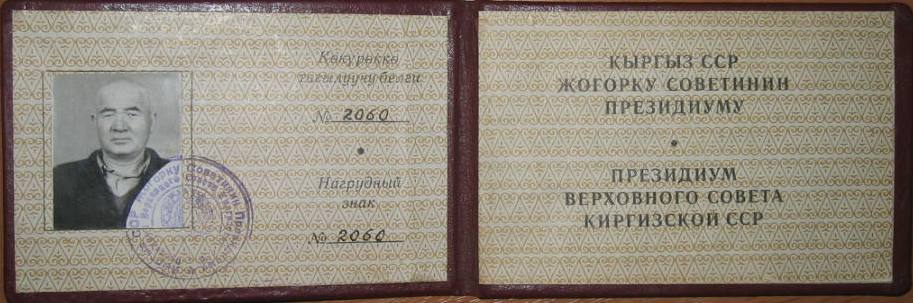 Көкүрөккө
тагылуучу белги
№ 2060
Нагрудный
знак
№ 2060
КЫРГЫЗ ССР
ЖОГОРКУ СОВЕТИНИН
ПРЕЗИДИУМУ
ПРЕЗИДИУМ
ВЕРХОВНОГО СОВЕТА
КИРГИЗСКОЙ ССР